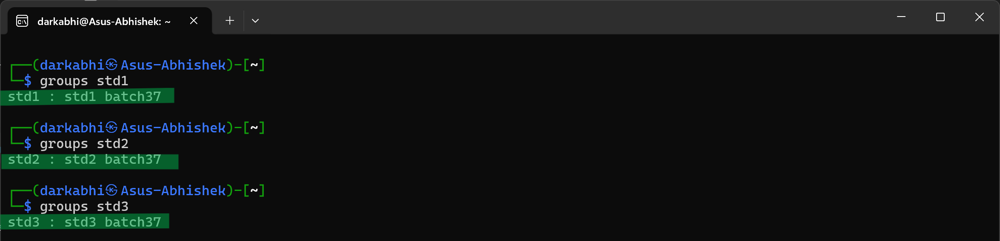 darkabhi@Asus-Abhishek: ~
┌──(darkabhi㉿Asus-Abhishek)-[~]
└─$ groups std1
std1 : std1 batch37
┌──(darkabhi㉿Asus-Abhishek)-[~]
└─$ groups std2
std2 : std2 batch37
┌──(darkabhi㉿Asus-Abhishek)-[~]
└─$ groups std3
std3 : std3 batch37